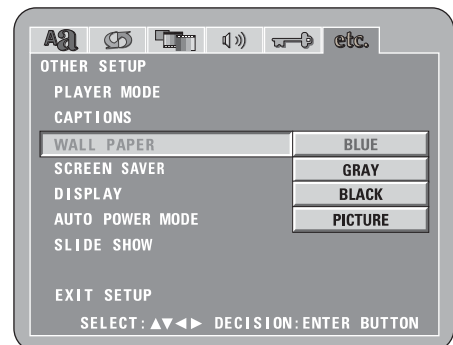 Aa etc.
OTHER SETUP
PLAYER MODE
CAPTIONS
WALL PAPER BLUE
SCREEN SAVER GRAY
DISPLAY BLACK
AUTO POWER MODE PICTURE
SLIDE SHOW
EXIT SETUP
SELECT:▲▼◄► DECISION:ENTER BUTTON